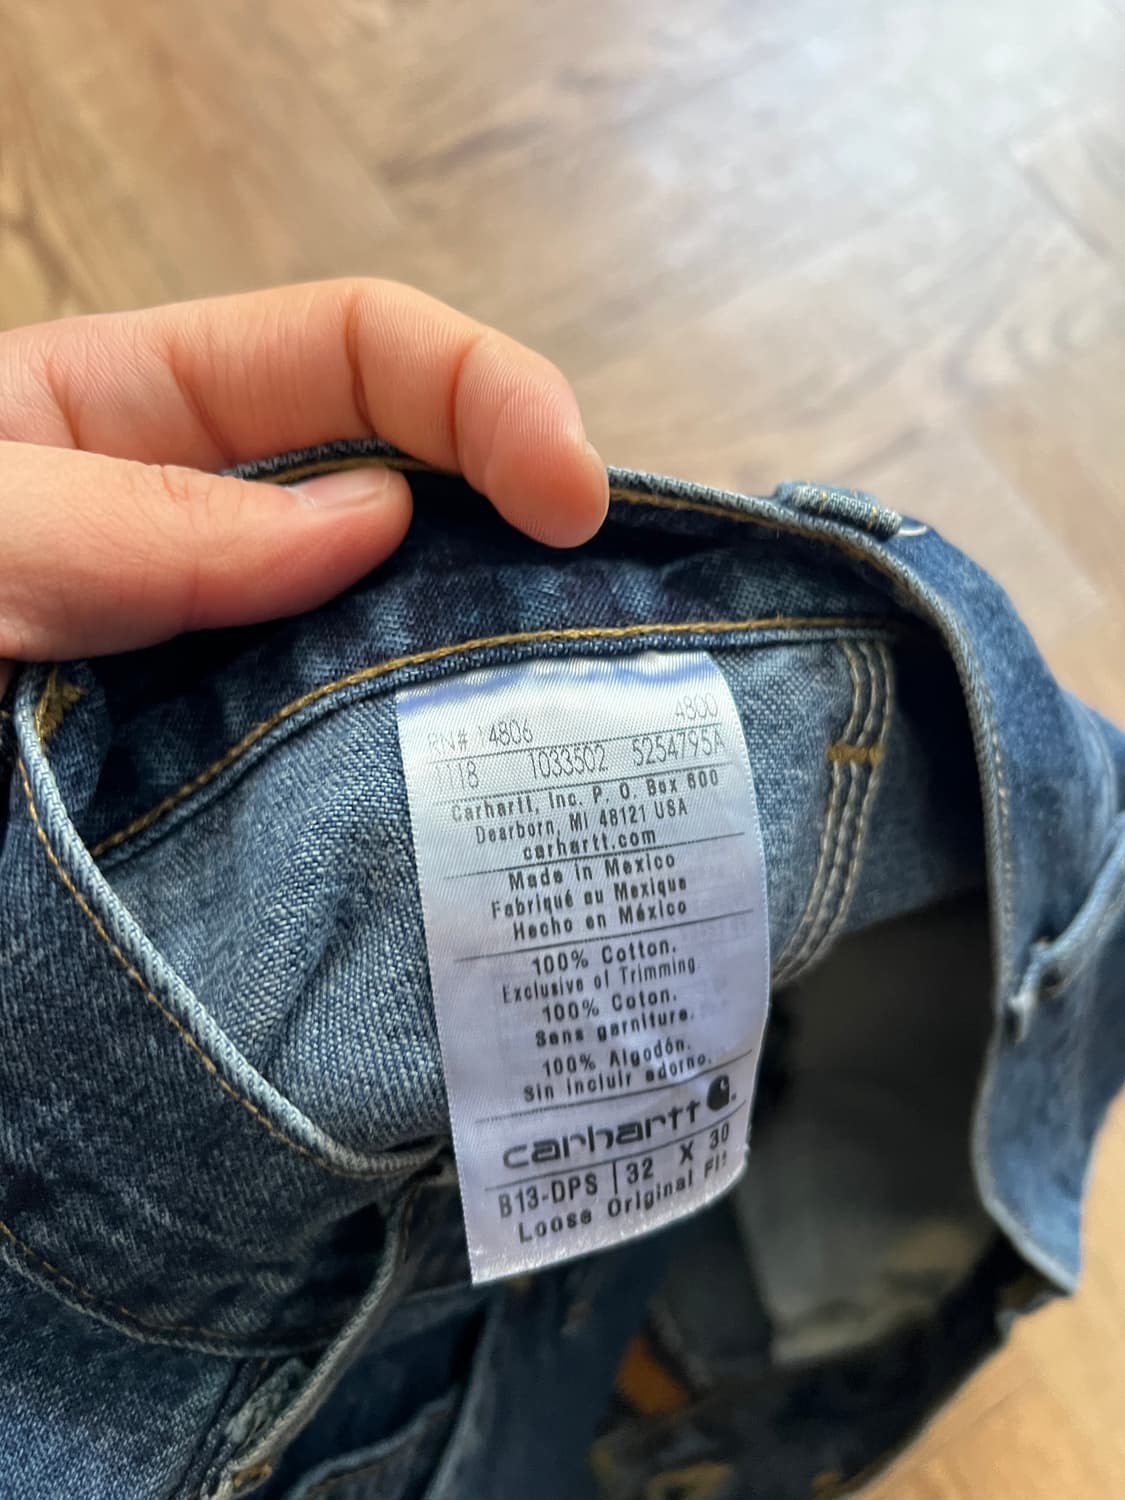 RN# 14806 4800
1118 1033502 5254795A
Carhartt, Inc. P. O. Box 600
Dearborn, MI 48121 USA
carhartt.com
Made in Mexico
Fabriqué au Mexique
Hecho en México
100% Cotton.
Exclusive of Trimming
100% Coton.
Sans garniture.
100% Algodón.
Sin incluir adorno.
carhartt
B13-DPS | 32 X 30
Loose Original Fit